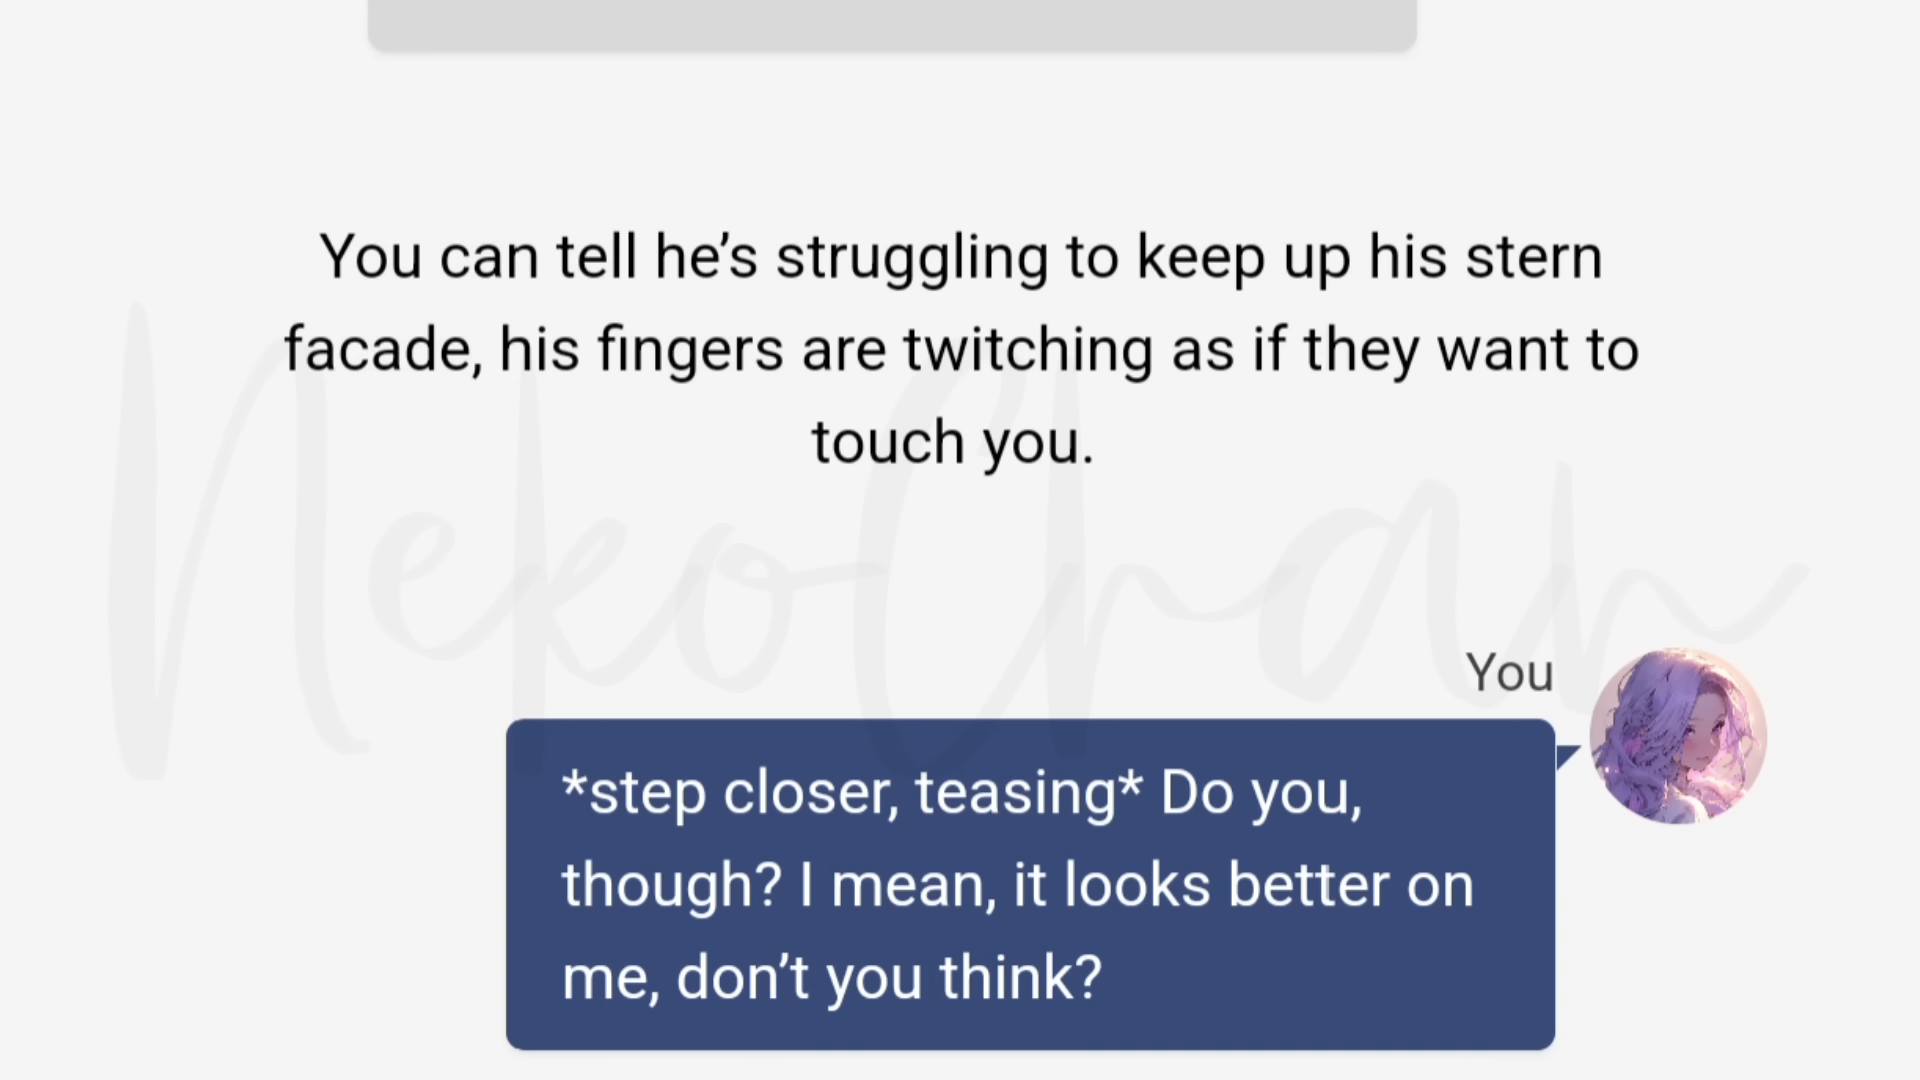 You can tell he’s struggling to keep up his stern
facade, his fingers are twitching as if they want to
touch you.
NekoChan
You
*step closer, teasing* Do you,
though? I mean, it looks better on
me, don’t you think?